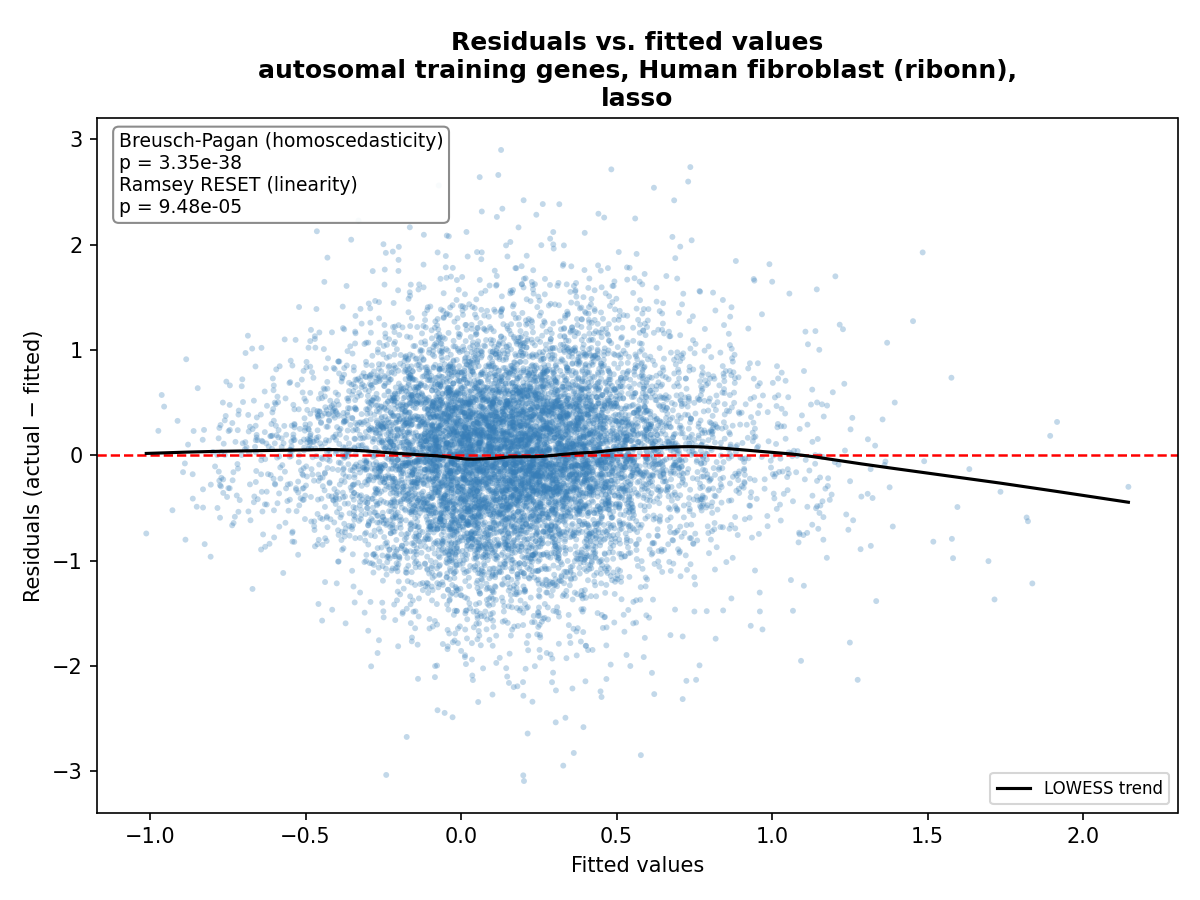 Residuals vs. fitted values
autosomal training genes, Human fibroblast (ribonn),
lasso
Breusch-Pagan (homoscedasticity)
p = 3.35e-38
Ramsey RESET (linearity)
p = 9.48e-05
3
2
1
0
−1
−2
−3
Residuals (actual − fitted)
LOWESS trend
−1.0
−0.5
0.0
0.5
1.0
1.5
2.0
Fitted values